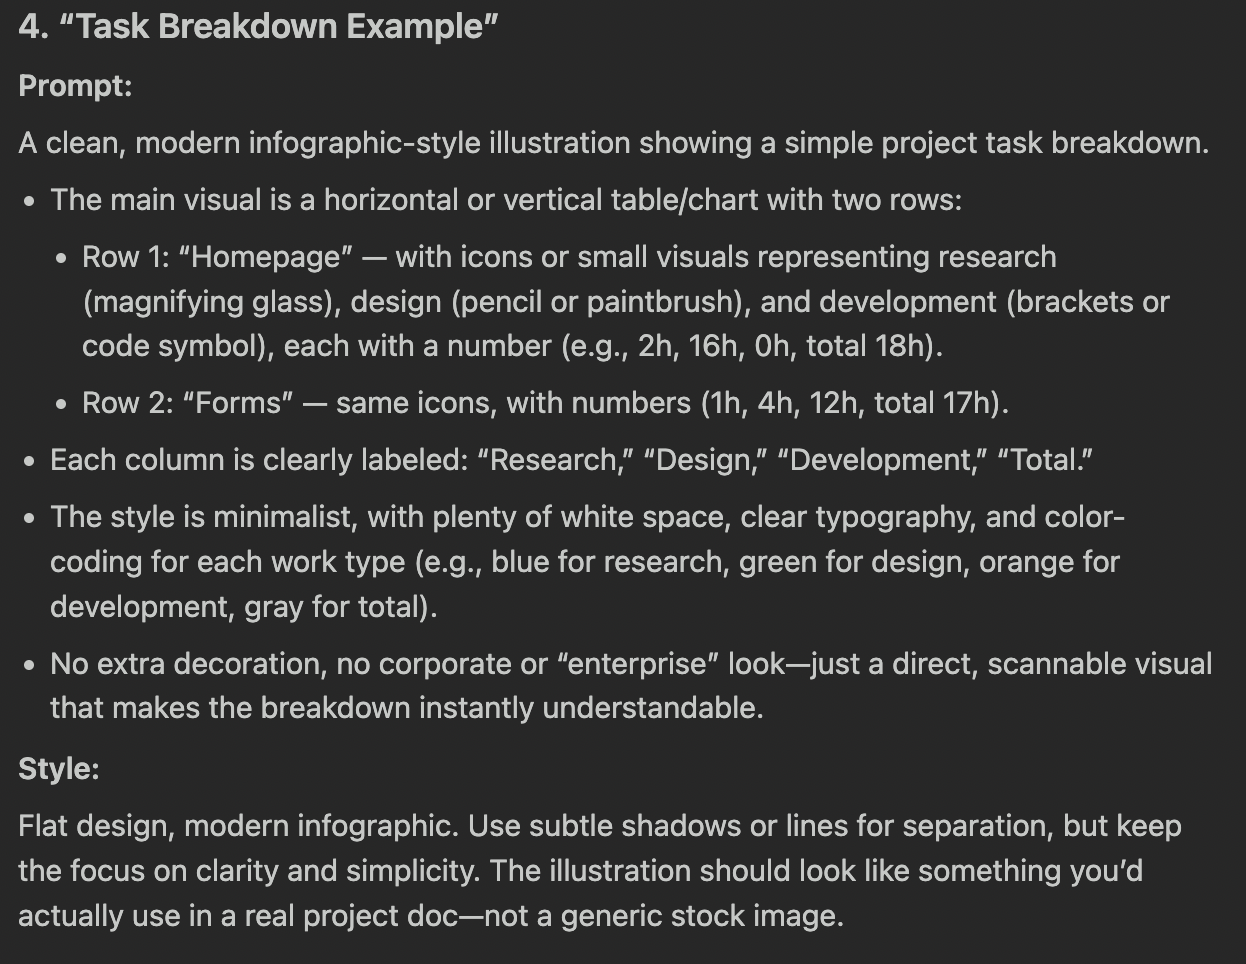 4. “Task Breakdown Example”
Prompt:
A clean, modern infographic-style illustration showing a simple project task breakdown.
• The main visual is a horizontal or vertical table/chart with two rows:
• Row 1: “Homepage” — with icons or small visuals representing research
(magnifying glass), design (pencil or paintbrush), and development (brackets or
code symbol), each with a number (e.g., 2h, 16h, 0h, total 18h).
• Row 2: “Forms” — same icons, with numbers (1h, 4h, 12h, total 17h).
• Each column is clearly labeled: “Research,” “Design,” “Development,” “Total.”
• The style is minimalist, with plenty of white space, clear typography, and color-
coding for each work type (e.g., blue for research, green for design, orange for
development, gray for total).
• No extra decoration, no corporate or “enterprise” look—just a direct, scannable visual
that makes the breakdown instantly understandable.
Style:
Flat design, modern infographic. Use subtle shadows or lines for separation, but keep
the focus on clarity and simplicity. The illustration should look like something you’d
actually use in a real project doc—not a generic stock image.